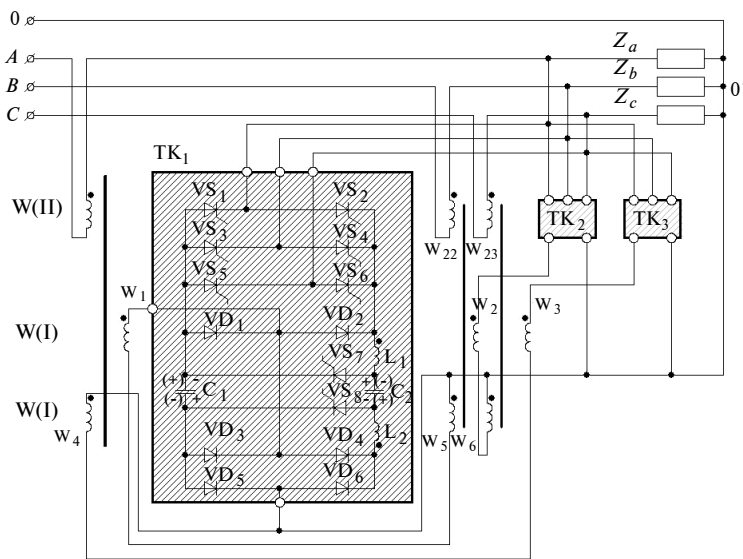 0
A
Z_a
B
Z_b
0'
C
Z_c
TK_1
VS_1 VS_2
W(II)
VS_3 VS_4
TK_2 TK_3
VS_5 VS_6
W_22 W_23
W_1
W_2 W_3
VD_1 VD_2
W(I)
VS_7
L_1
(+) - + (-)
C_1 VS_8 C_2
(-) + - (+)
W(I)
W_4
VD_3 VD_4 L_2
W_5 W_6
VD_5 VD_6